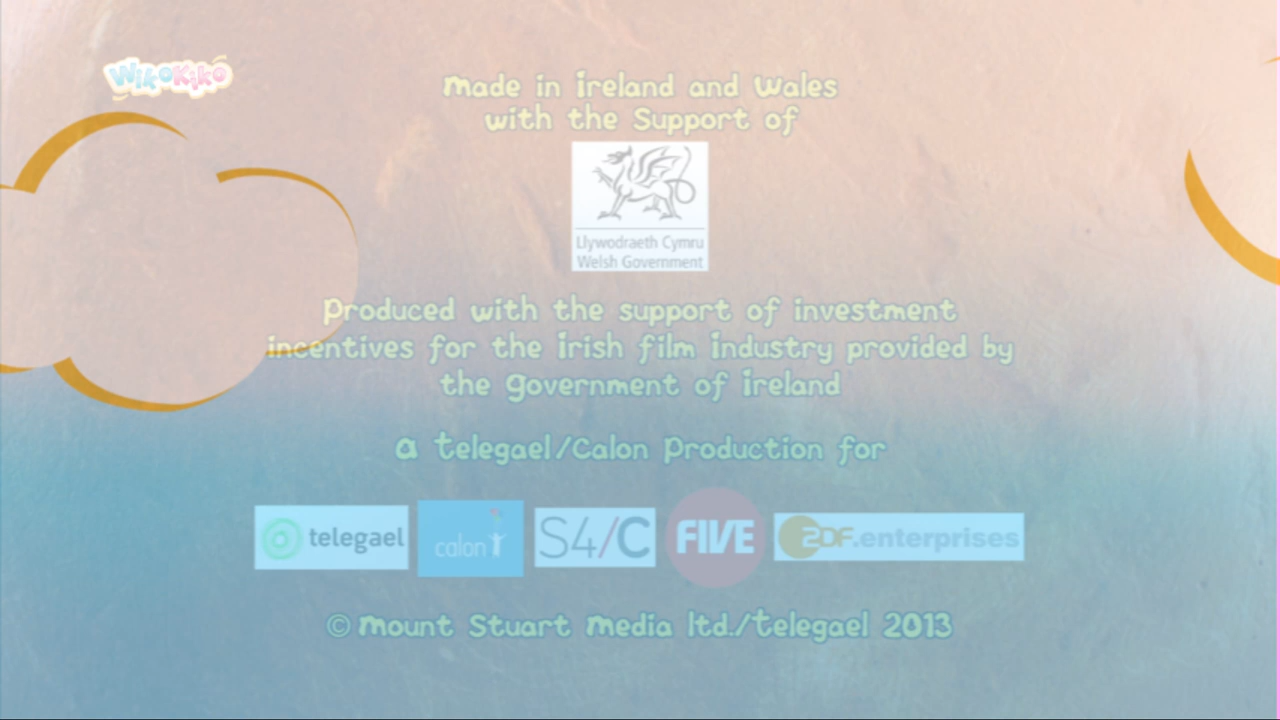 WikoKiko
made in ireland and wales
with the Support of
Llywodraeth Cymru
Welsh Government
Produced with the support of investment
incentives for the irish film industry provided by
the government of ireland
a telegael/Calon Production for
telegael
calon
S4/C
FIVE
ZDF.enterprises
© mount Stuart media ltd./telegael 2013